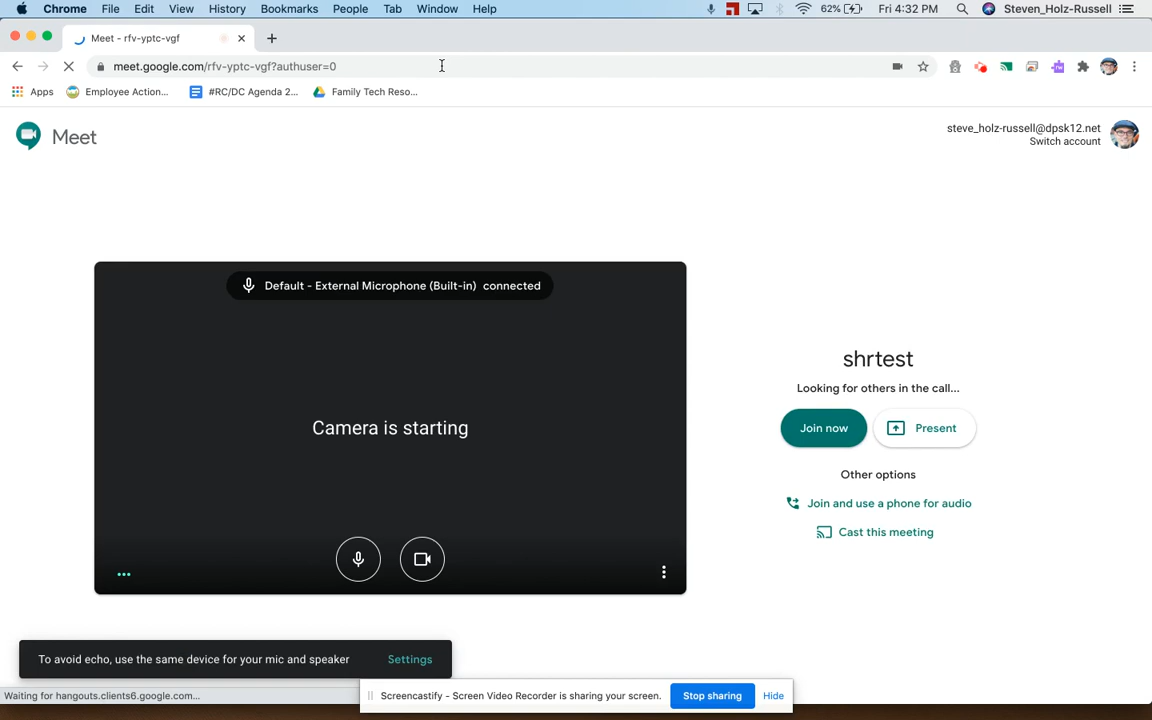 Chrome File Edit View History Bookmarks People Tab Window Help 62% Fri 4:32 PM Steven_Holz-Russell
Meet - rfv-yptc-vgf
meet.google.com/rfv-yptc-vgf?authuser=0
Apps Employee Action... #RC/DC Agenda 2... Family Tech Reso...
Meet
steve_holz-russell@dpsk12.net
Switch account
Default - External Microphone (Built-in) connected
Camera is starting
shrtest
Looking for others in the call...
Join now Present
Other options
Join and use a phone for audio
Cast this meeting
To avoid echo, use the same device for your mic and speaker Settings
Waiting for hangouts.clients6.google.com...
Screencastify - Screen Video Recorder is sharing your screen. Stop sharing Hide